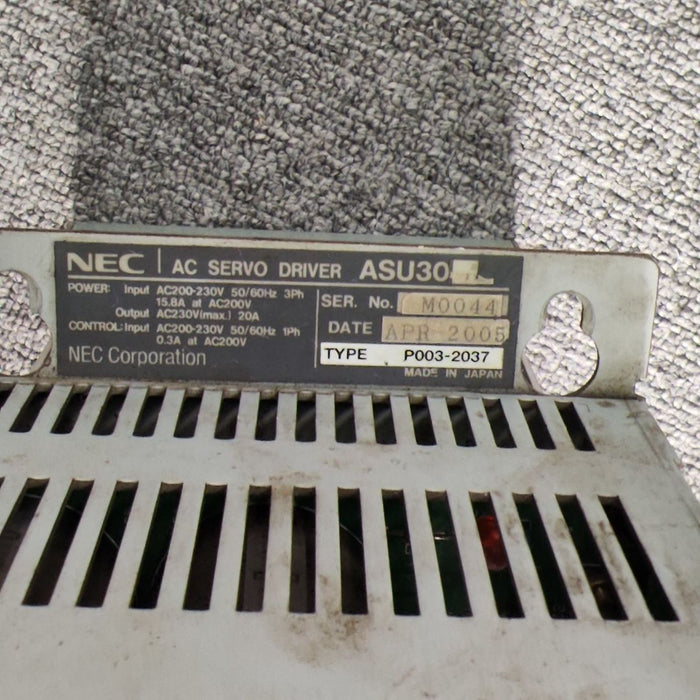 NEC | AC SERVO DRIVER ASU30
POWER: Input AC200-230V 50/60Hz 3Ph
15.8A at AC200V
Output AC230V(max.) 20A
CONTROL: Input AC200-230V 50/60Hz 1Ph
0.3A at AC200V
NEC Corporation
SER. No. M0044
DATE APR 2005
TYPE P003-2037
MADE IN JAPAN